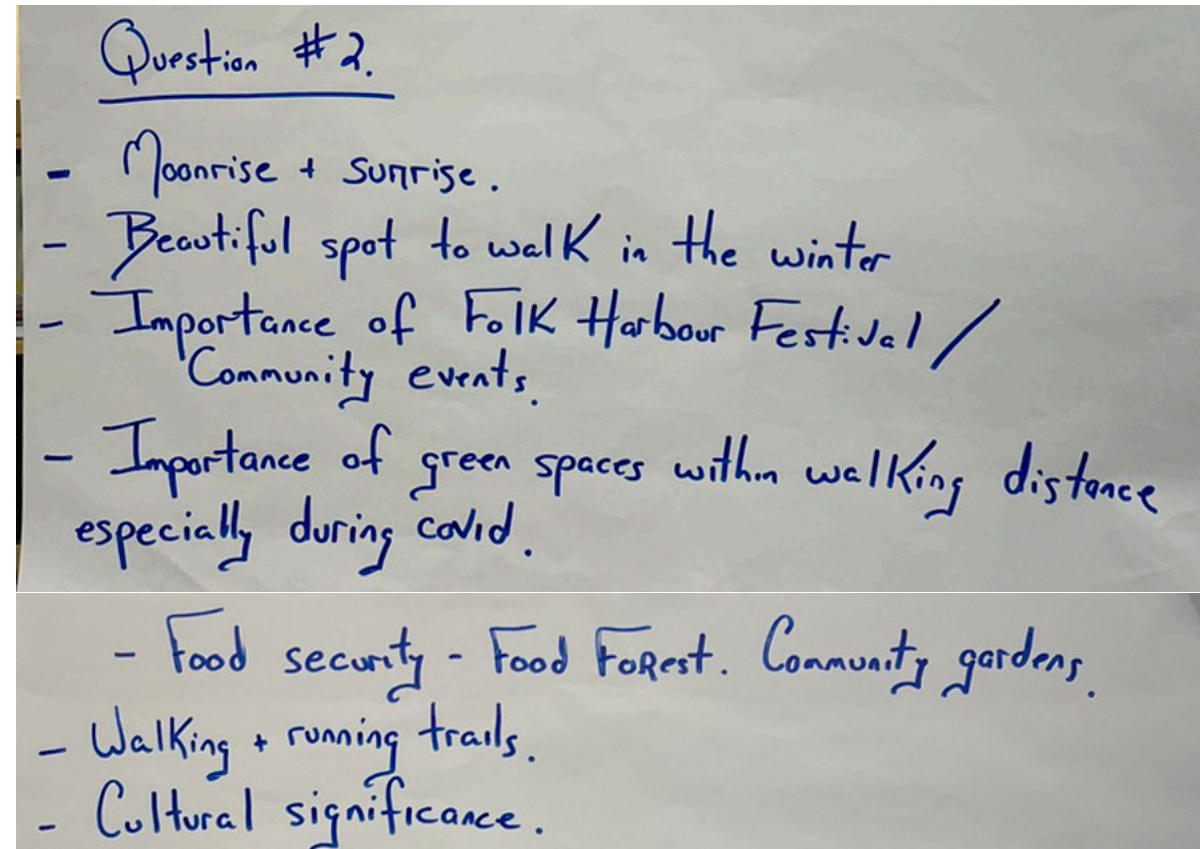 Question #2.
- Moonrise + sunrise.
- Beautiful spot to walk in the winter
- Importance of Folk Harbour Festival /
Community events.
- Importance of green spaces within walking distance
especially during covid.
- Food security - Food Forest. Community gardens.
- Walking + running trails.
- Cultural significance.